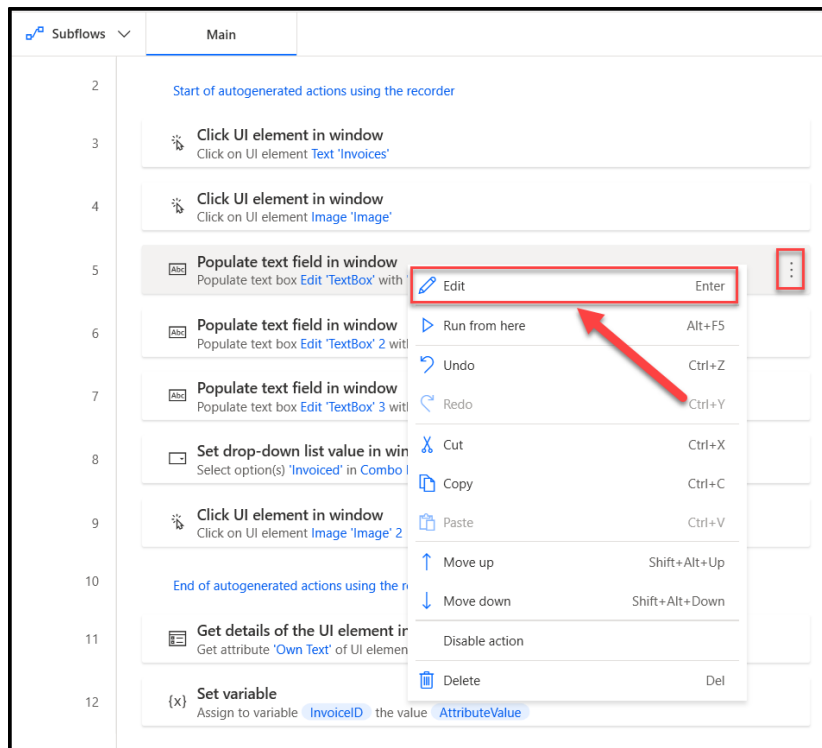 Subflows
Main
2
Start of autogenerated actions using the recorder
3
Click UI element in window
Click on UI element Text 'Invoices'
4
Click UI element in window
Click on UI element Image 'Image'
5
Abc
Populate text field in window
Populate text box Edit 'TextBox' with
6
Abc
Populate text field in window
Populate text box Edit 'TextBox' 2
7
Abc
Populate text field in window
Populate text box Edit 'TextBox' 3
8
Set drop-down list value in
Select option(s) 'Invoiced' in Combo
9
Click UI element in window
Click on UI element Image 'Image' 2
10
End of autogenerated actions using the
11
Get details of the UI element
Get attribute 'Own Text' of UI
12
{x}
Set variable
Assign to variable InvoiceID the value AttributeValue
Edit Enter
Run from here Alt+F5
Undo Ctrl+Z
Redo Ctrl+Y
Cut Ctrl+X
Copy Ctrl+C
Paste Ctrl+V
Move up Shift+Alt+Up
Move down Shift+Alt+Down
Disable action
Delete Del